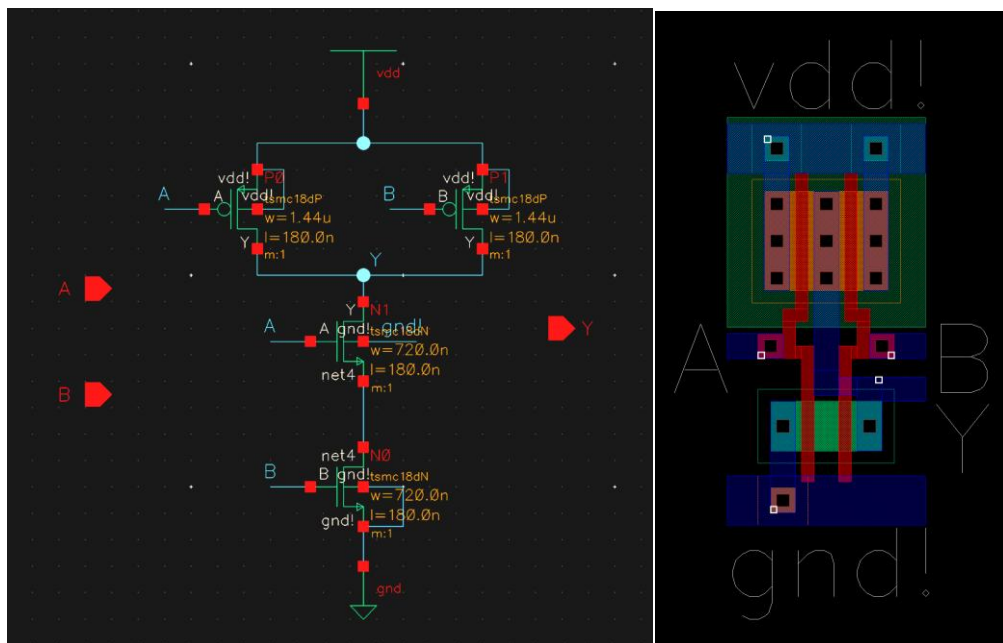 vdd
vdd! P0
A A vdd!
tsmc18dP
w=1.44u
l=180.0n
Y
m:1
vdd! P1
B B vdd!
tsmc18dP
w=1.44u
l=180.0n
Y
m:1
Y
A
Y N1
A A gnd! gnd!
tsmc18dN
w=720.0n
l=180.0n
net4
m:1
Y
B
net4 N0
B B gnd!
tsmc18dN
w=720.0n
l=180.0n
gnd!
m:1
gnd
vdd!
A
B
Y
gnd!